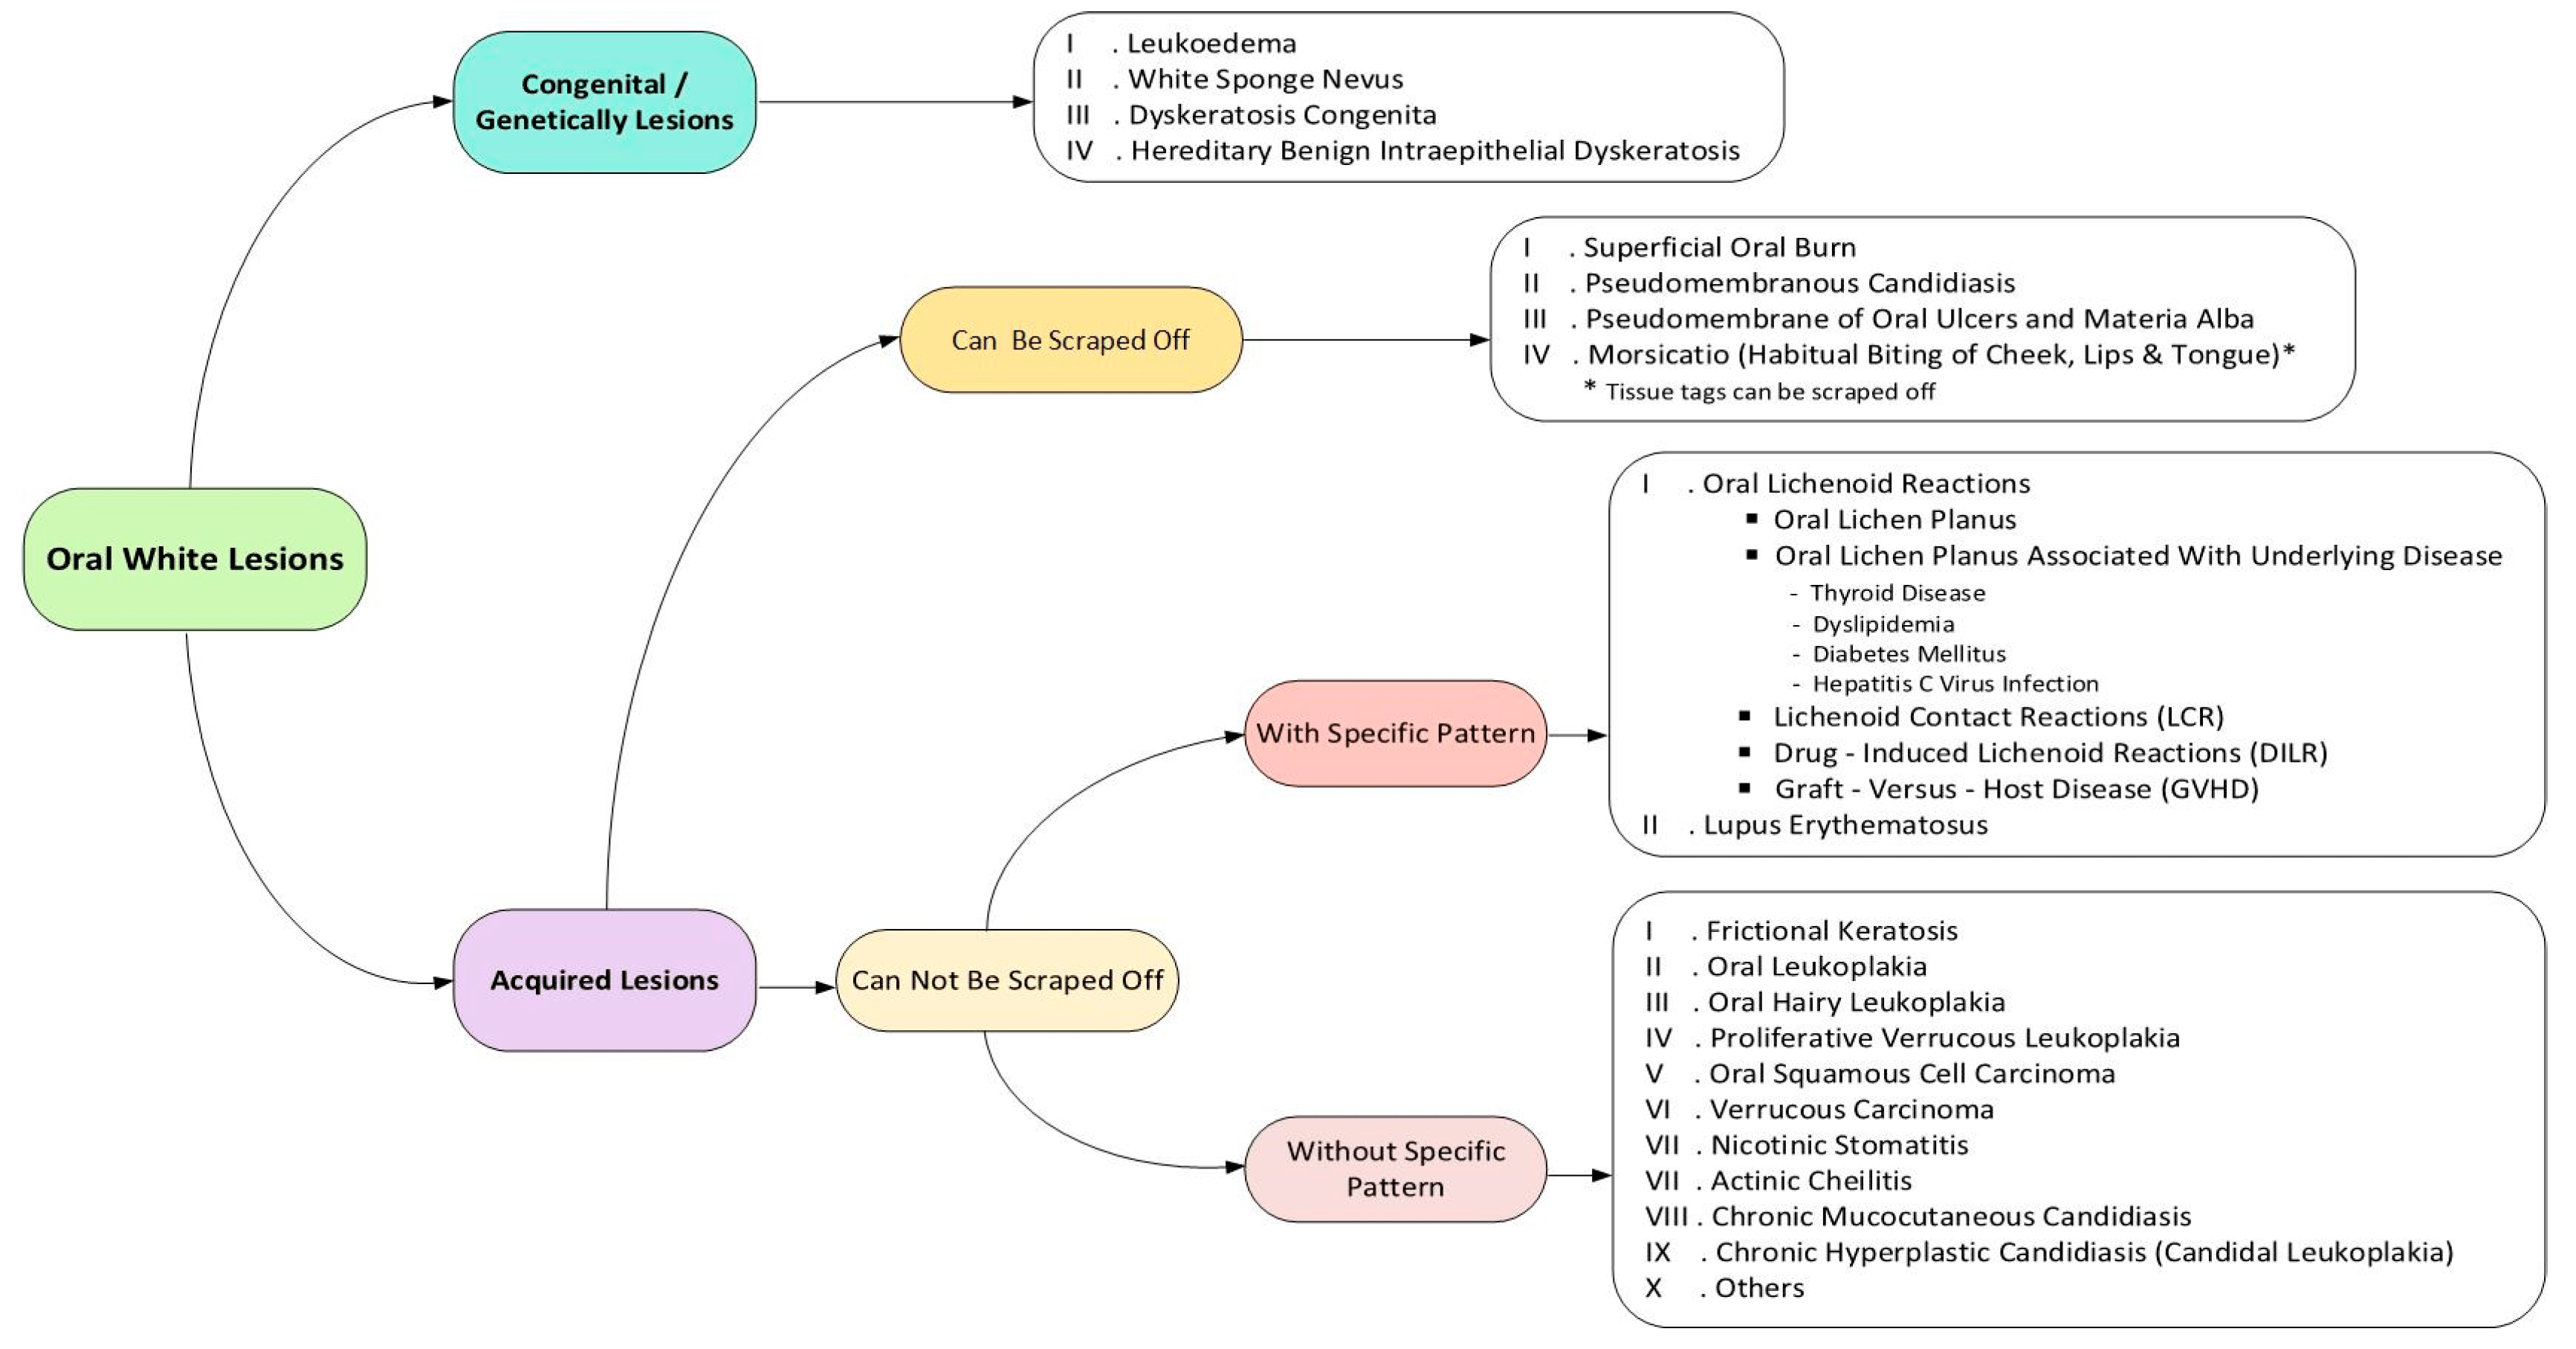 Congenital /
Genetically Lesions
I . Leukoedema
II . White Sponge Nevus
III . Dyskeratosis Congenita
IV . Hereditary Benign Intraepithelial Dyskeratosis
Can Be Scraped Off
I . Superficial Oral Burn
II . Pseudomembranous Candidiasis
III . Pseudomembrane of Oral Ulcers and Materia Alba
IV . Morsicatio (Habitual Biting of Cheek, Lips & Tongue)*
* Tissue tags can be scraped off
Oral White Lesions
With Specific Pattern
I . Oral Lichenoid Reactions
▪ Oral Lichen Planus
▪ Oral Lichen Planus Associated With Underlying Disease
- Thyroid Disease
- Dyslipidemia
- Diabetes Mellitus
- Hepatitis C Virus Infection
▪ Lichenoid Contact Reactions (LCR)
▪ Drug - Induced Lichenoid Reactions (DILR)
▪ Graft - Versus - Host Disease (GVHD)
II . Lupus Erythematosus
Acquired Lesions
Can Not Be Scraped Off
Without Specific
Pattern
I . Frictional Keratosis
II . Oral Leukoplakia
III . Oral Hairy Leukoplakia
IV . Proliferative Verrucous Leukoplakia
V . Oral Squamous Cell Carcinoma
VI . Verrucous Carcinoma
VII . Nicotinic Stomatitis
VII . Actinic Cheilitis
VIII . Chronic Mucocutaneous Candidiasis
IX . Chronic Hyperplastic Candidiasis (Candidal Leukoplakia)
X . Others